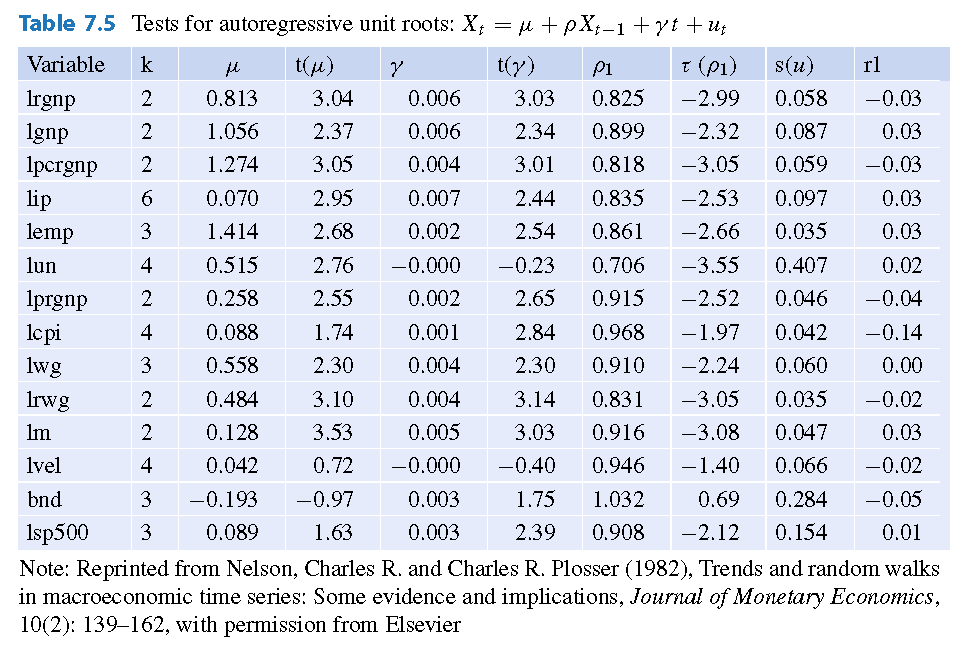 Table 7.5 Tests for autoregressive unit roots: Xₜ = μ + ρXₜ₋₁ + γt + uₜ
Variable k μ t(μ) γ t(γ) ρ₁ τ (ρ₁) s(u) r1
lrgnp 2 0.813 3.04 0.006 3.03 0.825 −2.99 0.058 −0.03
lgnp 2 1.056 2.37 0.006 2.34 0.899 −2.32 0.087 0.03
lpcrgnp 2 1.274 3.05 0.004 3.01 0.818 −3.05 0.059 −0.03
lip 6 0.070 2.95 0.007 2.44 0.835 −2.53 0.097 0.03
lemp 3 1.414 2.68 0.002 2.54 0.861 −2.66 0.035 0.03
lun 4 0.515 2.76 −0.000 −0.23 0.706 −3.55 0.407 0.02
lprgnp 2 0.258 2.55 0.002 2.65 0.915 −2.52 0.046 −0.04
lcpi 4 0.088 1.74 0.001 2.84 0.968 −1.97 0.042 −0.14
lwg 3 0.558 2.30 0.004 2.30 0.910 −2.24 0.060 0.00
lrwg 2 0.484 3.10 0.004 3.14 0.831 −3.05 0.035 −0.02
lm 2 0.128 3.53 0.005 3.03 0.916 −3.08 0.047 0.03
lvel 4 0.042 0.72 −0.000 −0.40 0.946 −1.40 0.066 −0.02
bnd 3 −0.193 −0.97 0.003 1.75 1.032 0.69 0.284 −0.05
lsp500 3 0.089 1.63 0.003 2.39 0.908 −2.12 0.154 0.01
Note: Reprinted from Nelson, Charles R. and Charles R. Plosser (1982), Trends and random walks
in macroeconomic time series: Some evidence and implications, Journal of Monetary Economics,
10(2): 139–162, with permission from Elsevier